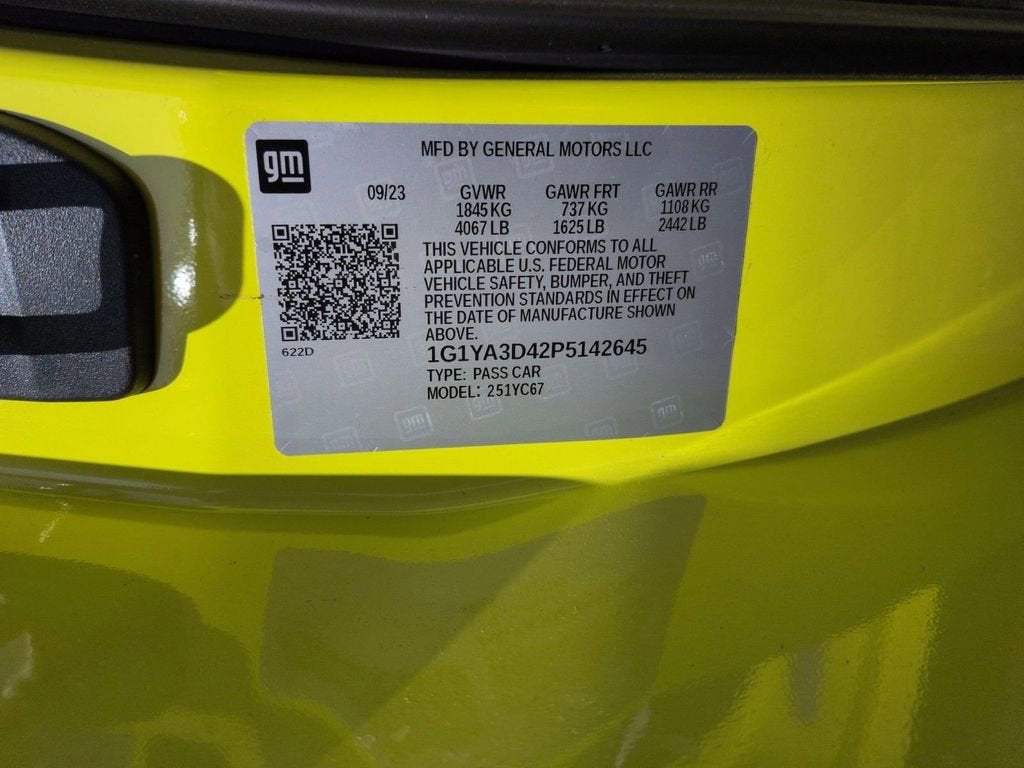 gm
MFD BY GENERAL MOTORS LLC
09/23 GVWR GAWR FRT GAWR RR
1845 KG 737 KG 1108 KG
4067 LB 1625 LB 2442 LB
THIS VEHICLE CONFORMS TO ALL
APPLICABLE U.S. FEDERAL MOTOR
VEHICLE SAFETY, BUMPER, AND THEFT
PREVENTION STANDARDS IN EFFECT ON
THE DATE OF MANUFACTURE SHOWN
ABOVE.
622D
1G1YA3D42P5142645
TYPE: PASS CAR
MODEL: 251YC67